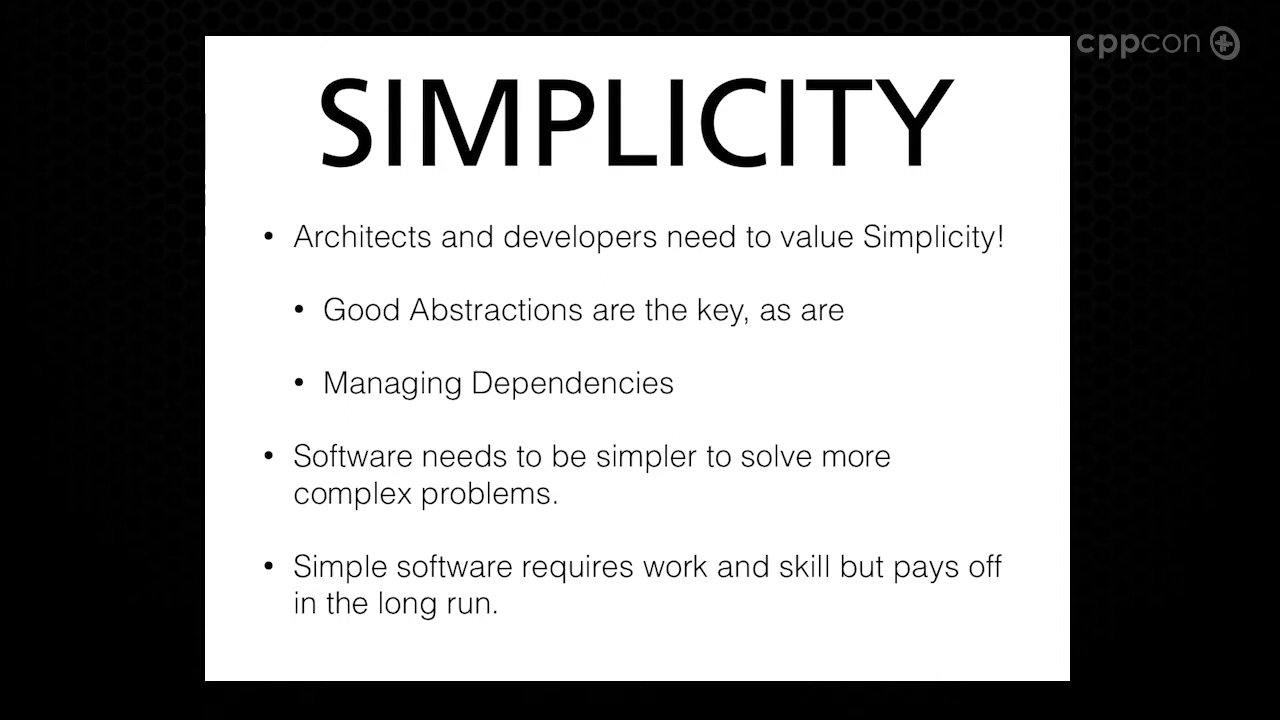 cppcon
SIMPLICITY
• Architects and developers need to value Simplicity!
• Good Abstractions are the key, as are
• Managing Dependencies
• Software needs to be simpler to solve more
complex problems.
• Simple software requires work and skill but pays off
in the long run.